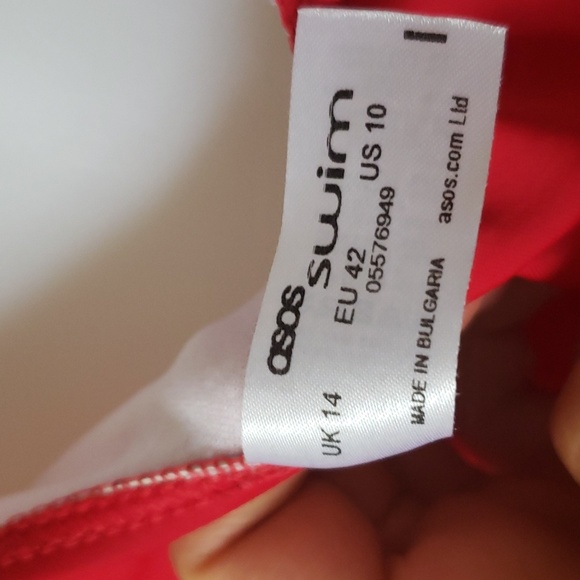 asos
swim
UK 14 EU 42 US 10
05576949
MADE IN BULGARIA asos.com Ltd